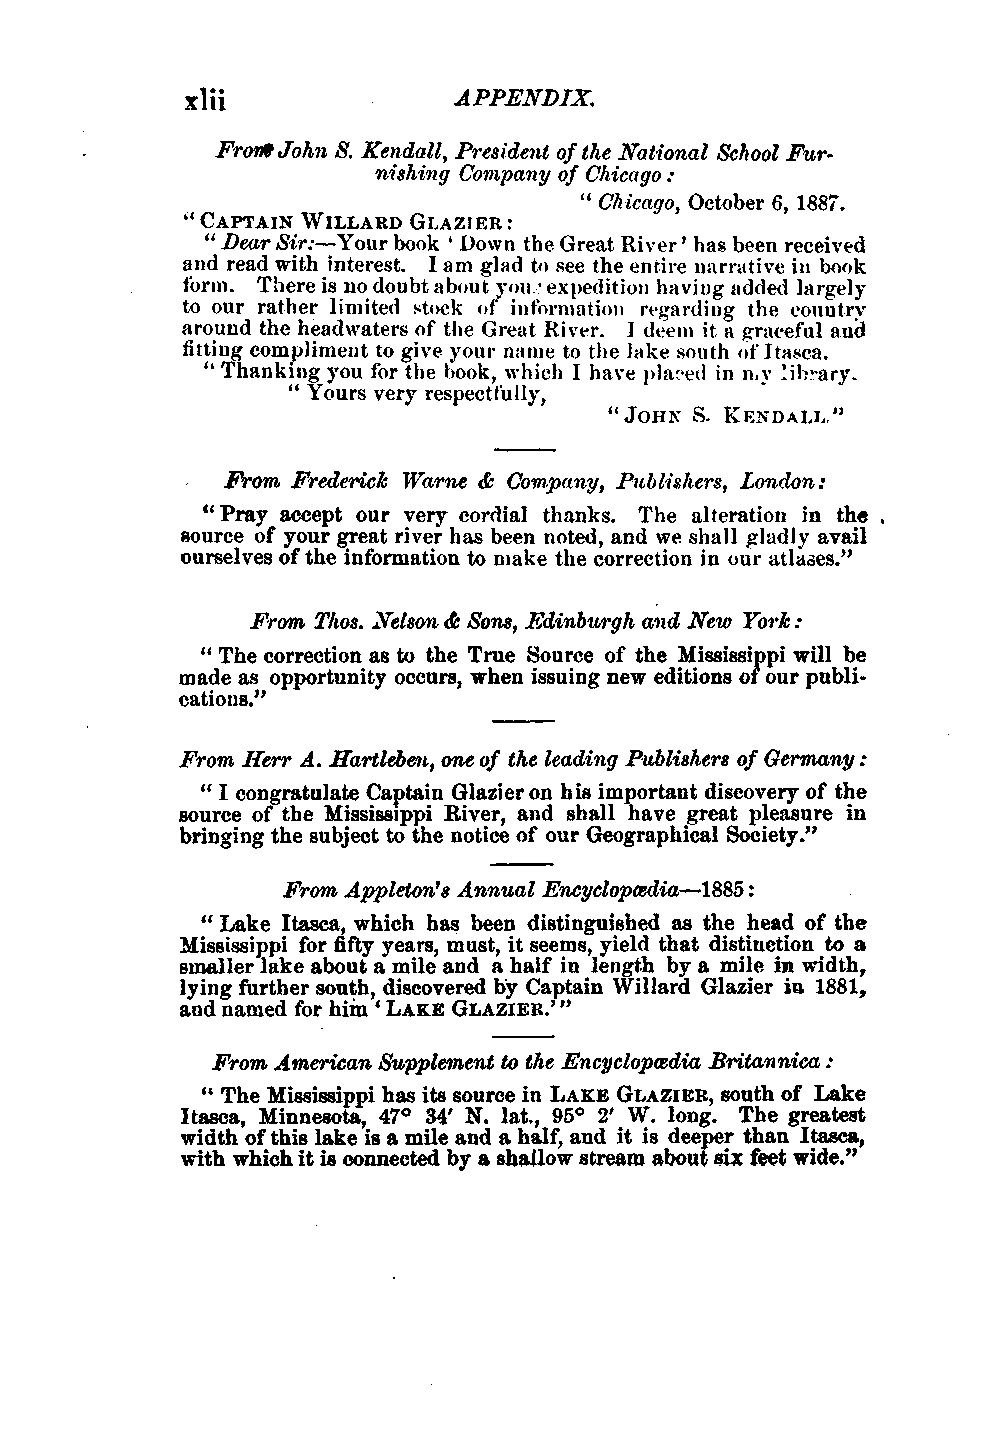 xlii APPENDIX.
From John S. Kendall, President of the National School Fur-
nishing Company of Chicago:
"Chicago, October 6, 1887.
"CAPTAIN WILLARD GLAZIER:
"Dear Sir:—Your book 'Down the Great River' has been received
and read with interest. I am glad to see the entire narrative in book
form. There is no doubt about your expedition having added largely
to our rather limited stock of information regarding the country
around the headwaters of the Great River. I deem it a graceful and
fitting compliment to give your name to the lake south of Itasca.
"Thanking you for the book, which I have placed in my library.
"Yours very respectfully,
"JOHN S. KENDALL."
From Frederick Warne & Company, Publishers, London:
"Pray accept our very cordial thanks. The alteration in the
source of your great river has been noted, and we shall gladly avail
ourselves of the information to make the correction in our atlases."
From Thos. Nelson & Sons, Edinburgh and New York:
"The correction as to the True Source of the Mississippi will be
made as opportunity occurs, when issuing new editions of our publi-
cations."
From Herr A. Hartleben, one of the leading Publishers of Germany:
"I congratulate Captain Glazier on his important discovery of the
source of the Mississippi River, and shall have great pleasure in
bringing the subject to the notice of our Geographical Society."
From Appleton's Annual Encyclopædia—1885:
"Lake Itasca, which has been distinguished as the head of the
Mississippi for fifty years, must, it seems, yield that distinction to a
smaller lake about a mile and a half in length by a mile in width,
lying further south, discovered by Captain Willard Glazier in 1881,
and named for him 'LAKE GLAZIER.'"
From American Supplement to the Encyclopædia Britannica:
"The Mississippi has its source in LAKE GLAZIER, south of Lake
Itasca, Minnesota, 47° 34' N. lat., 95° 2' W. long. The greatest
width of this lake is a mile and a half, and it is deeper than Itasca,
with which it is connected by a shallow stream about six feet wide."